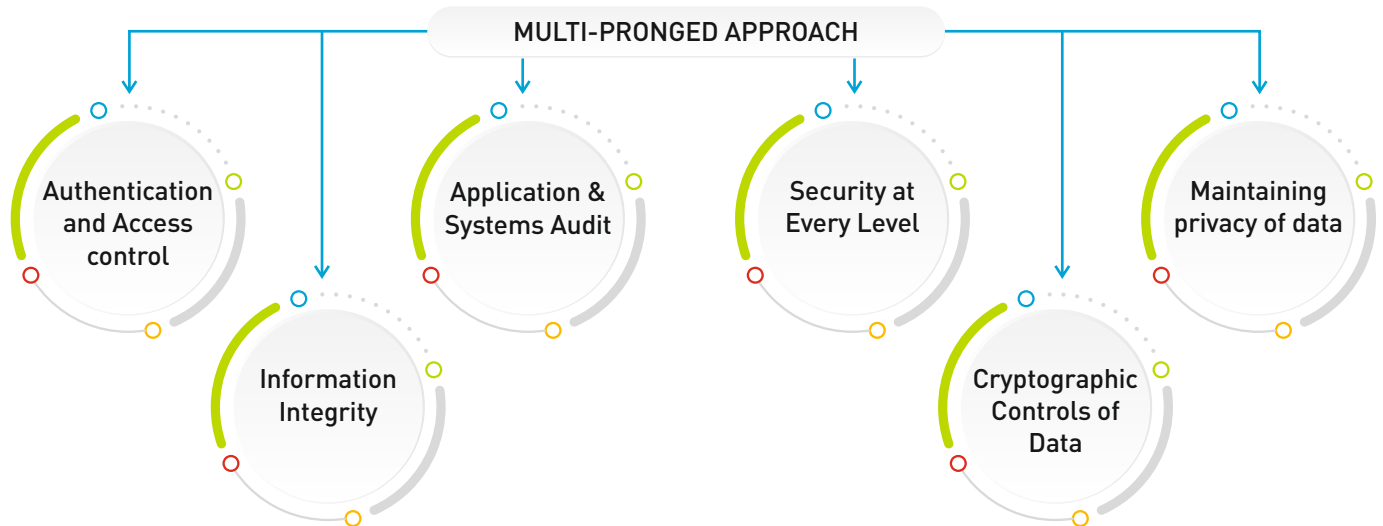 MULTI-PRONGED APPROACH
Authentication
and Access
control
Information
Integrity
Application &
Systems Audit
Security at
Every Level
Cryptographic
Controls of
Data
Maintaining
privacy of data